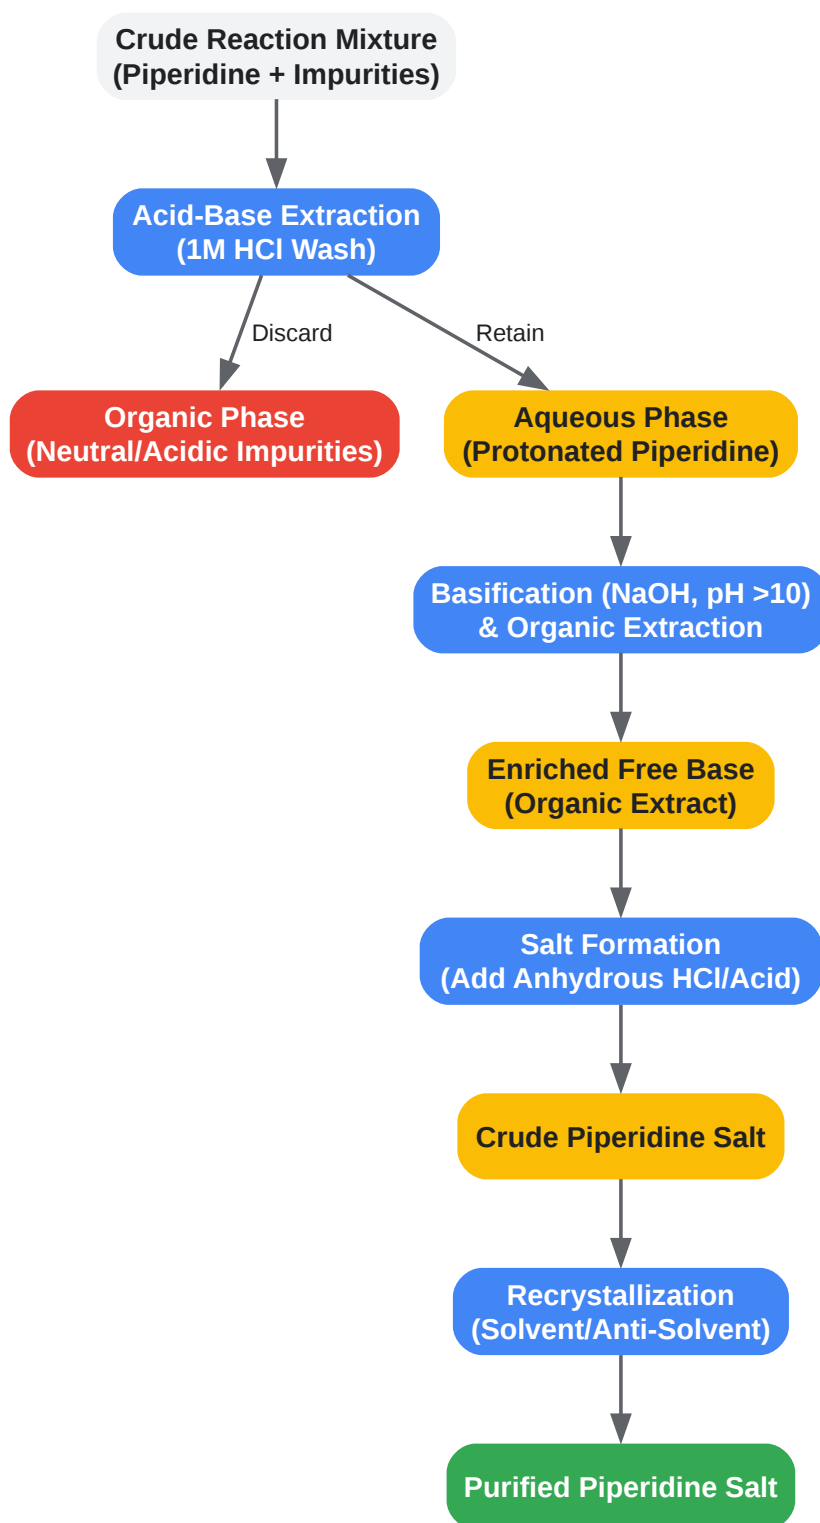 Crude Reaction Mixture
(Piperidine + Impurities)
Acid-Base Extraction
(1M HCl Wash)
Discard
Retain
Organic Phase
(Neutral/Acidic Impurities)
Aqueous Phase
(Protonated Piperidine)
Basification (NaOH, pH >10)
& Organic Extraction
Enriched Free Base
(Organic Extract)
Salt Formation
(Add Anhydrous HCl/Acid)
Crude Piperidine Salt
Recrystallization
(Solvent/Anti-Solvent)
Purified Piperidine Salt